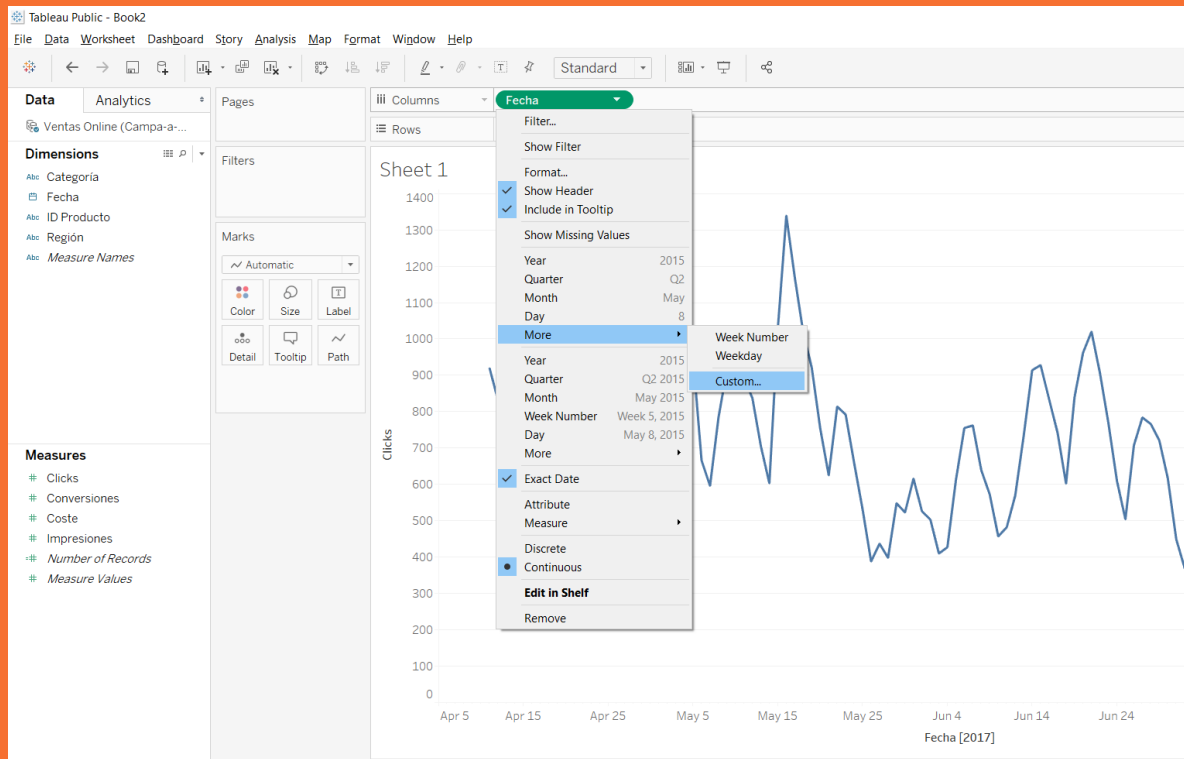 Tableau Public - Book2
File Data Worksheet Dashboard Story Analysis Map Format Window Help
Standard
Data Analytics
Ventas Online (Campa-a-...
Dimensions
Abc Categoría
Fecha
Abc ID Producto
Abc Región
Abc Measure Names
Measures
# Clicks
# Conversiones
# Coste
# Impresiones
=# Number of Records
# Measure Values
Pages
Filters
Marks
Automatic
Color Size Label
Detail Tooltip Path
Columns Fecha
Rows
Sheet 1
Filter...
Show Filter
Format...
Show Header
Include in Tooltip
Show Missing Values
Year 2015
Quarter Q2
Month May
Day 8
More
Year 2015
Quarter Q2 2015
Month May 2015
Week Number Week 5, 2015
Day May 8, 2015
More
Exact Date
Attribute
Measure
Discrete
Continuous
Edit in Shelf
Remove
Week Number
Weekday
Custom...
Clicks
1400
1300
1200
1100
1000
900
800
700
600
500
400
300
200
100
0
Apr 5 Apr 15 Apr 25 May 5 May 15 May 25 Jun 4 Jun 14 Jun 24
Fecha [2017]